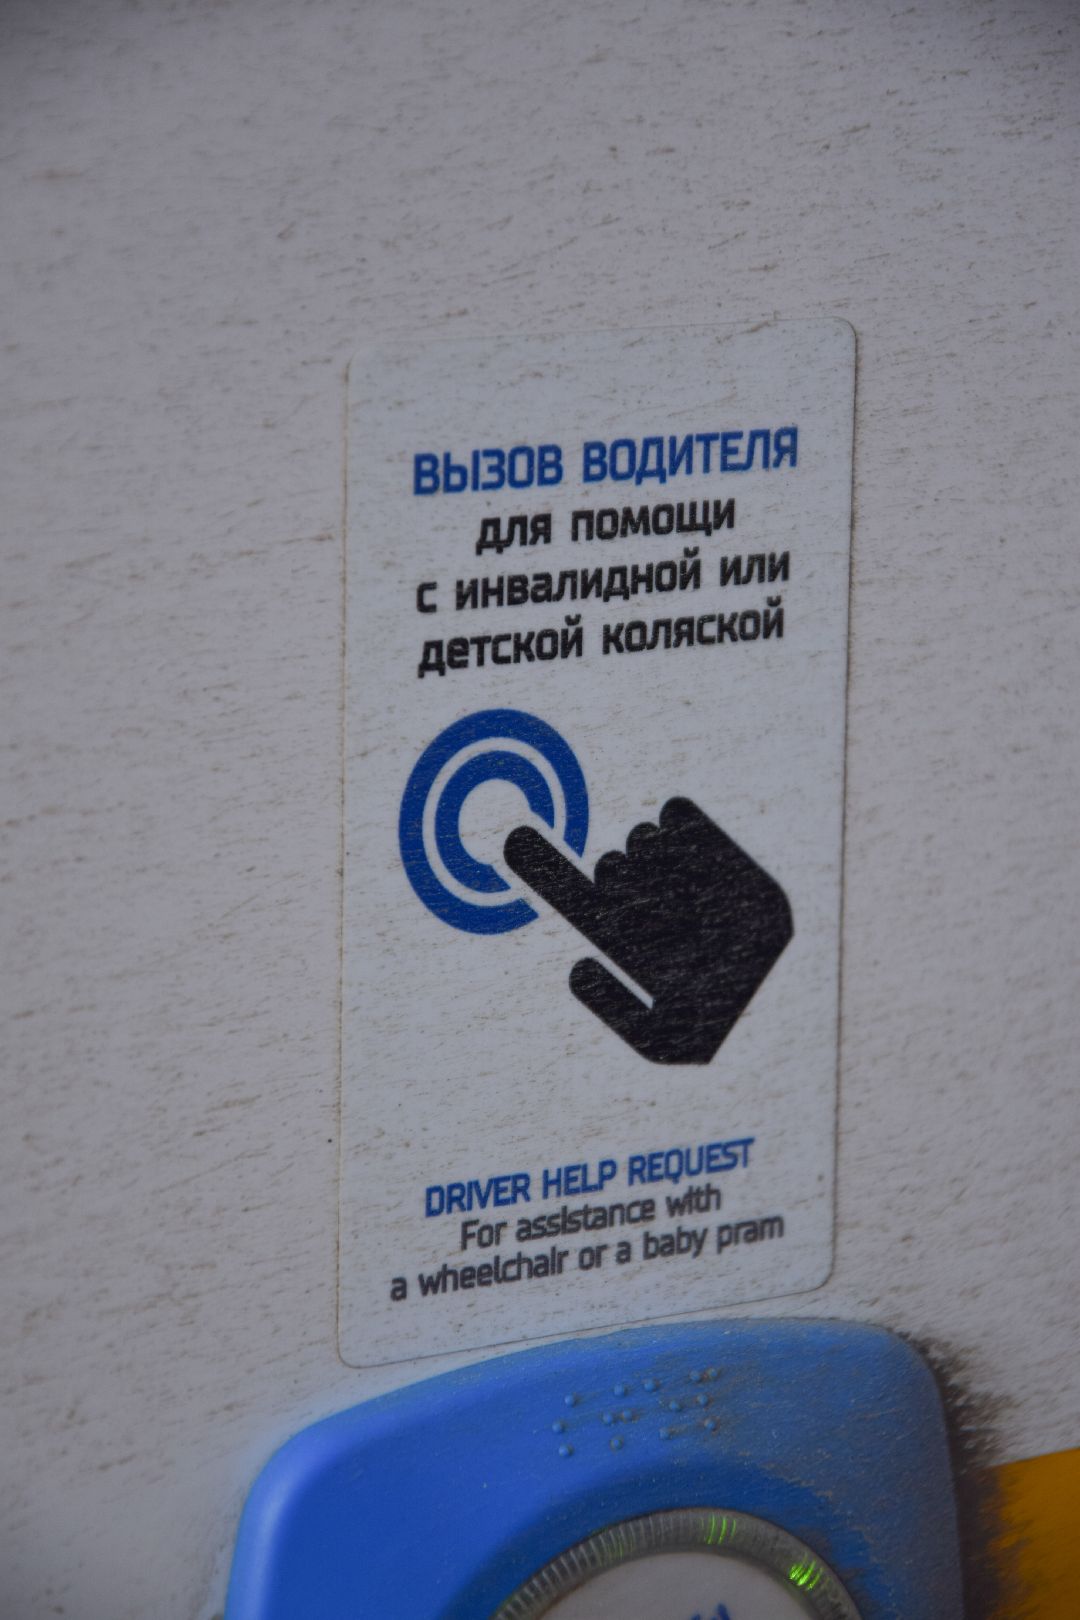 ВЫЗОВ ВОДИТЕЛЯ
для помощи
с инвалидной или
детской коляской
DRIVER HELP REQUEST
For assistance with
a wheelchair or a baby pram